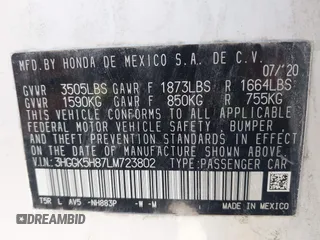 MFD.BY HONDA DE MEXICO S.A. DE C.V.
07/'20
GVWR 3505LBS GAWR F 1873LBS R 1664LBS
GVWR 1590KG GAWR F 850KG R 755KG
THIS VEHICLE CONFORMS TO ALL APPLICABLE
FEDERAL MOTOR VEHICLE SAFETY, BUMPER,
AND THEFT PREVENTION STANDARDS IN EFFECT
ON THE DATE OF MANUFACTURE SHOWN ABOVE.
V.I.N:3HGGK5H87LM723802 TYPE:PASSENGER CAR
T5R L AV5 -NH883P -W -M
MADE IN MEXICO
DiRECT2DEALERS